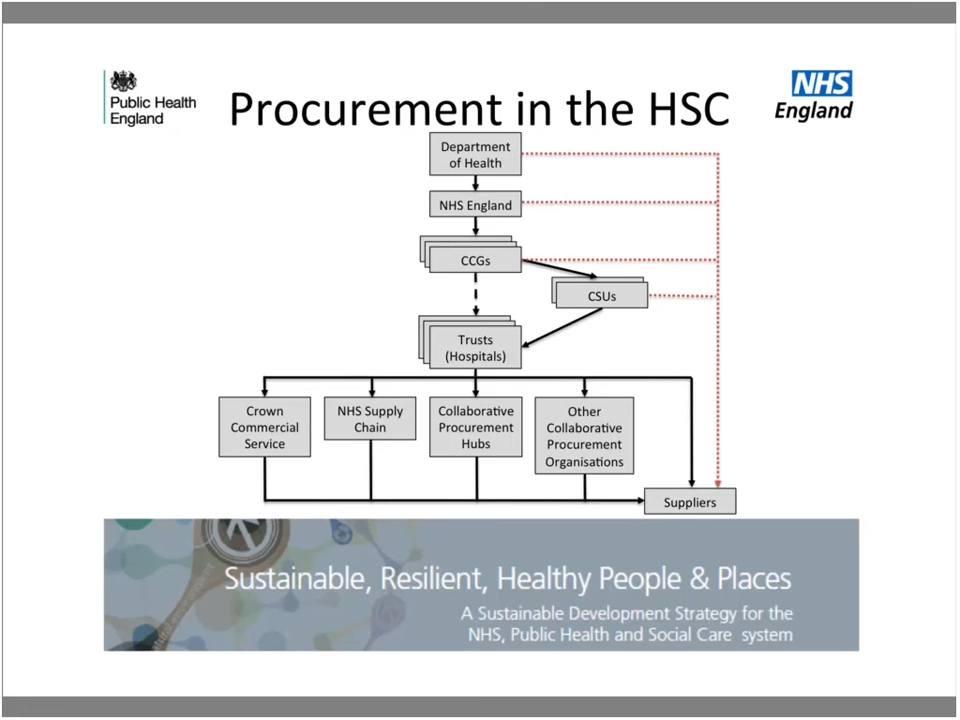 Public Health
England
Procurement in the HSC
NHS
England
Department
of Health
NHS England
CCGs
CSUs
Trusts
(Hospitals)
Crown
Commercial
Service
NHS Supply
Chain
Collaborative
Procurement
Hubs
Other
Collaborative
Procurement
Organisations
Suppliers
Sustainable, Resilient, Healthy People & Places
A Sustainable Development Strategy for the
NHS, Public Health and Social Care system